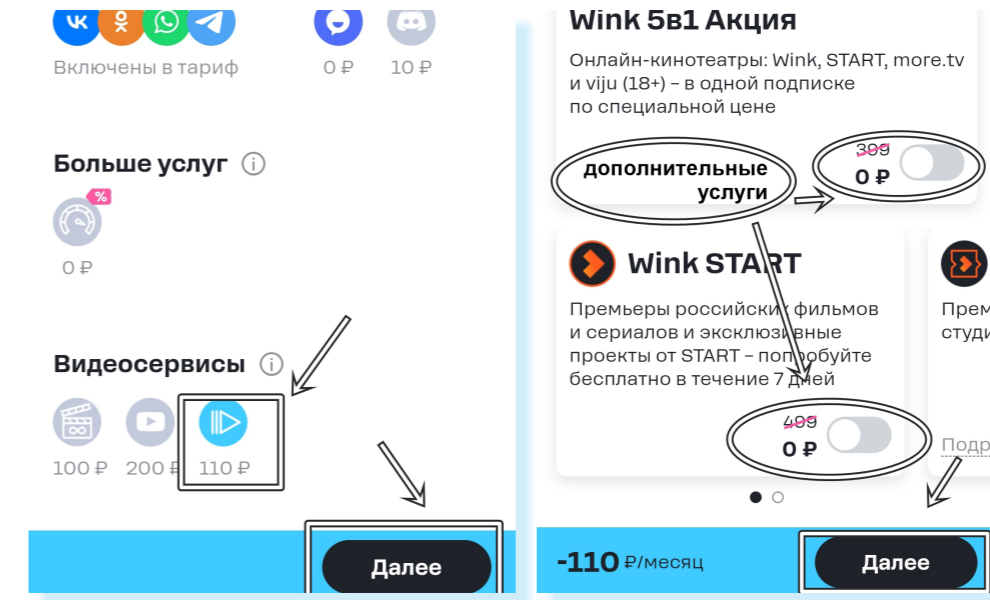 Включены в тариф
0 ₽
10 ₽
Больше услуг
%
0 ₽
Видеосервисы
100 ₽
200 ₽
110 ₽
Далее
Wink 5в1 Акция
Онлайн-кинотеатры: Wink, START, more.tv
и viju (18+) – в одной подписке
по специальной цене
399
0 ₽
дополнительные
услуги
Wink START
Премьеры российских фильмов
и сериалов и эксклюзивные
проекты от START – попробуйте
бесплатно в течение 7 дней
499
0 ₽
Прем
студи
Подр
-110 ₽/месяц
Далее